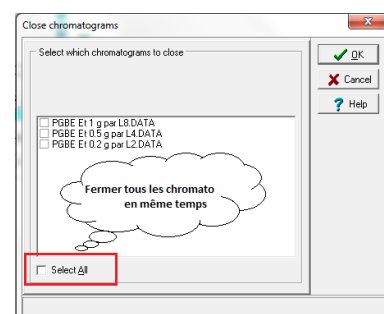 Close chromatograms
Select which chromatograms to close
OK
Cancel
Help
PGBE Et 1 g par L8.DATA
PGBE Et 0.5 g par L4.DATA
PGBE Et 0.2 g par L2.DATA
Fermer tous les chromato
en même temps
Select All